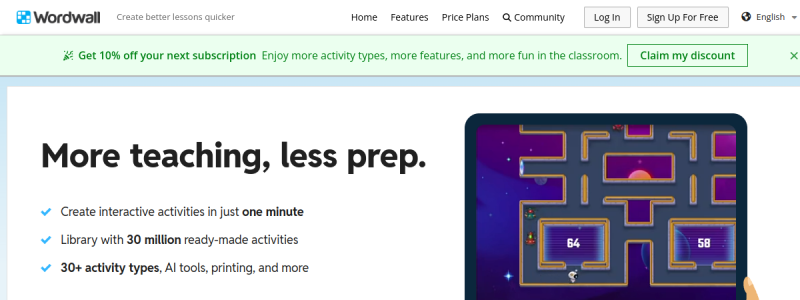 Wordwall Create better lessons quicker Home Features Price Plans Community Log In Sign Up For Free English
Get 10% off your next subscription Enjoy more activity types, more features, and more fun in the classroom. Claim my discount
More teaching, less prep.
Create interactive activities in just one minute
Library with 30 million ready-made activities
30+ activity types, AI tools, printing, and more
64 58